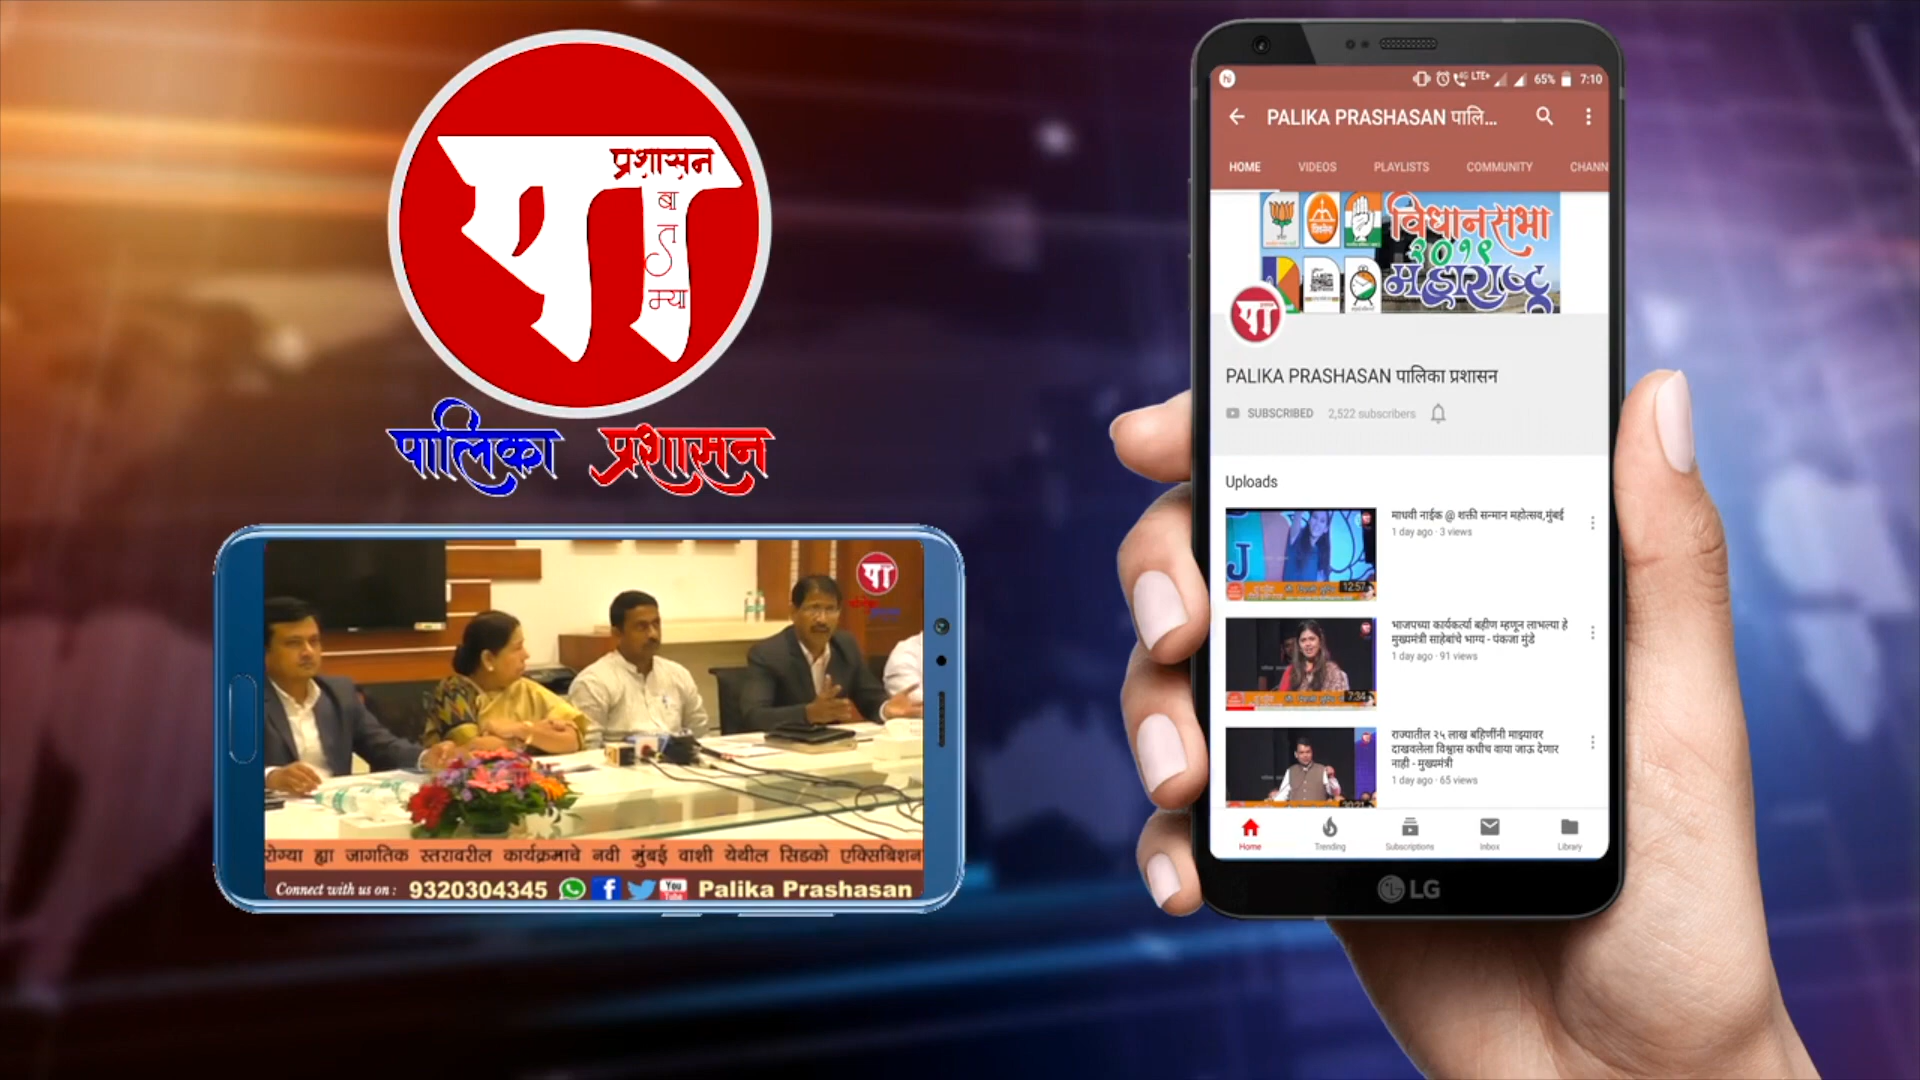 पा
प्रशासन
बा
त
म्या
पालिका प्रशासन
रोग्या ह्या जागतिक स्तरावरील कार्यक्रमाचे नवी मुंबई वाशी येथील सिडको एक्सिबिशन
Connect with us on : 9320304345 You Tube Palika Prashasan
65% 7:10
PALIKA PRASHASAN पालि...
HOME VIDEOS PLAYLISTS COMMUNITY CHANN
विधानसभा
२०१९
महाराष्ट्र
पा
PALIKA PRASHASAN पालिका प्रशासन
SUBSCRIBED 2,522 subscribers
Uploads
माधवी नाईक @ शक्ती सन्मान महोत्सव,मुंबई
1 day ago · 3 views
12:57
भाजपच्या कार्यकर्त्या बहीण म्हणून लाभल्या हे
मुख्यमंत्री साहेबांचे भाग्य - पंकजा मुंडे
1 day ago · 91 views
7:34
राज्यातील २५ लाख बहिणींनी माझ्यावर
दाखवलेला विश्वास कधीच वाया जाऊ देणार
नाही - मुख्यमंत्री
1 day ago · 65 views
30:21
Home Trending Subscriptions Inbox Library
LG